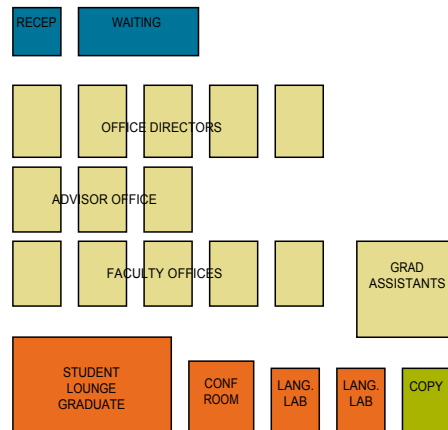 RECEP
WAITING
OFFICE DIRECTORS
ADVISOR OFFICE
FACULTY OFFICES
GRAD
ASSISTANTS
STUDENT
LOUNGE
GRADUATE
CONF
ROOM
LANG.
LAB
LANG.
LAB
COPY